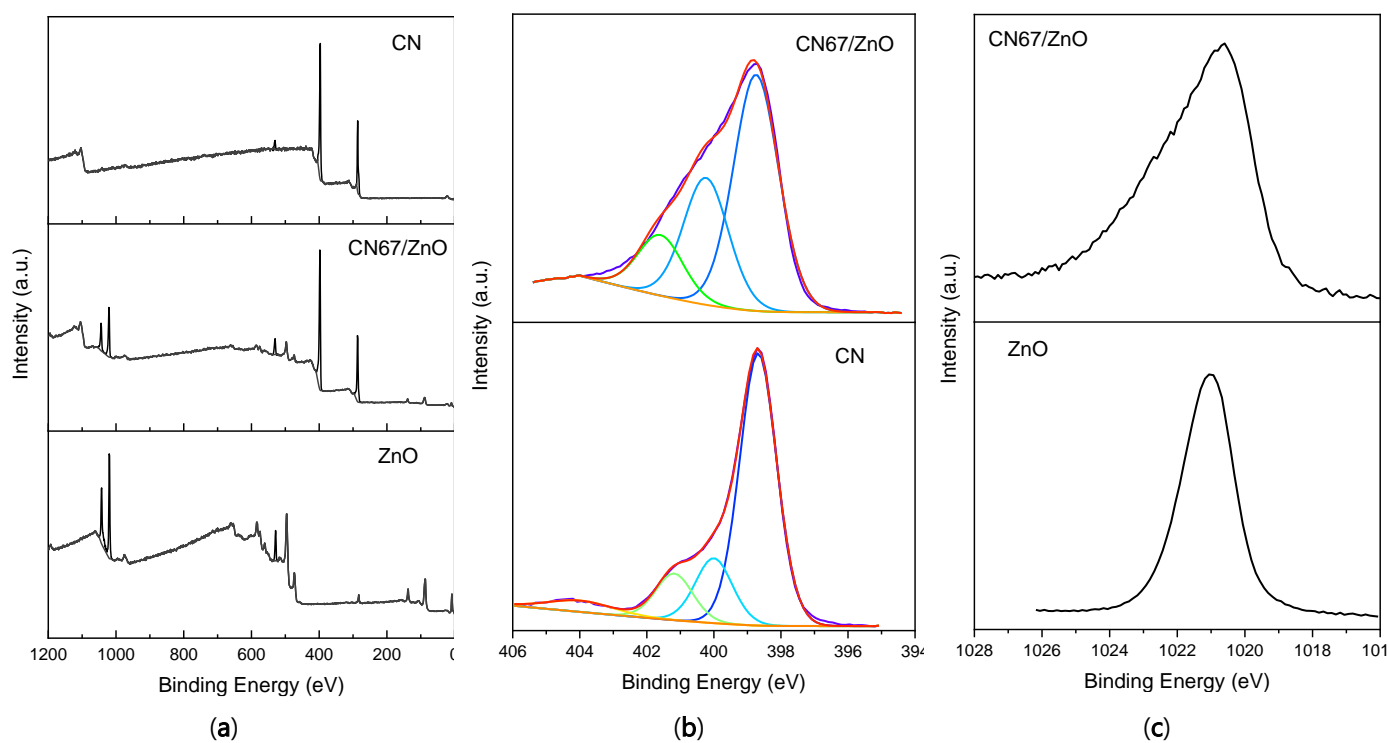 CN
CN67/ZnO
ZnO
Intensity (a.u.)
1200 1000 800 600 400 200 0
Binding Energy (eV)
(a)
CN67/ZnO
CN
Intensity (a.u.)
406 404 402 400 398 396 394
Binding Energy (eV)
(b)
CN67/ZnO
ZnO
Intensity (a.u.)
1028 1026 1024 1022 1020 1018 101
Binding Energy (eV)
(c)